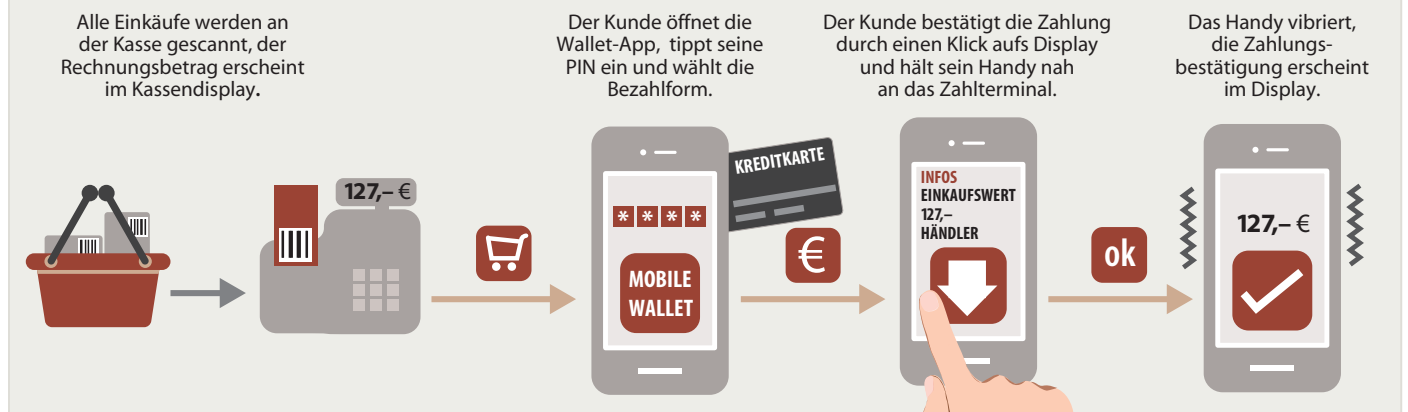 Alle Einkäufe werden an
der Kasse gescannt, der
Rechnungsbetrag erscheint
im Kassendisplay.
Der Kunde öffnet die
Wallet-App, tippt seine
PIN ein und wählt die
Bezahlform.
Der Kunde bestätigt die Zahlung
durch einen Klick aufs Display
und hält sein Handy nah
an das Zahlterminal.
Das Handy vibriert,
die Zahlungs-
bestätigung erscheint
im Display.
127,– €
* * * *
MOBILE
WALLET
KREDITKARTE
€
INFOS
EINKAUFSWERT
127,–
HÄNDLER
ok
127,– €